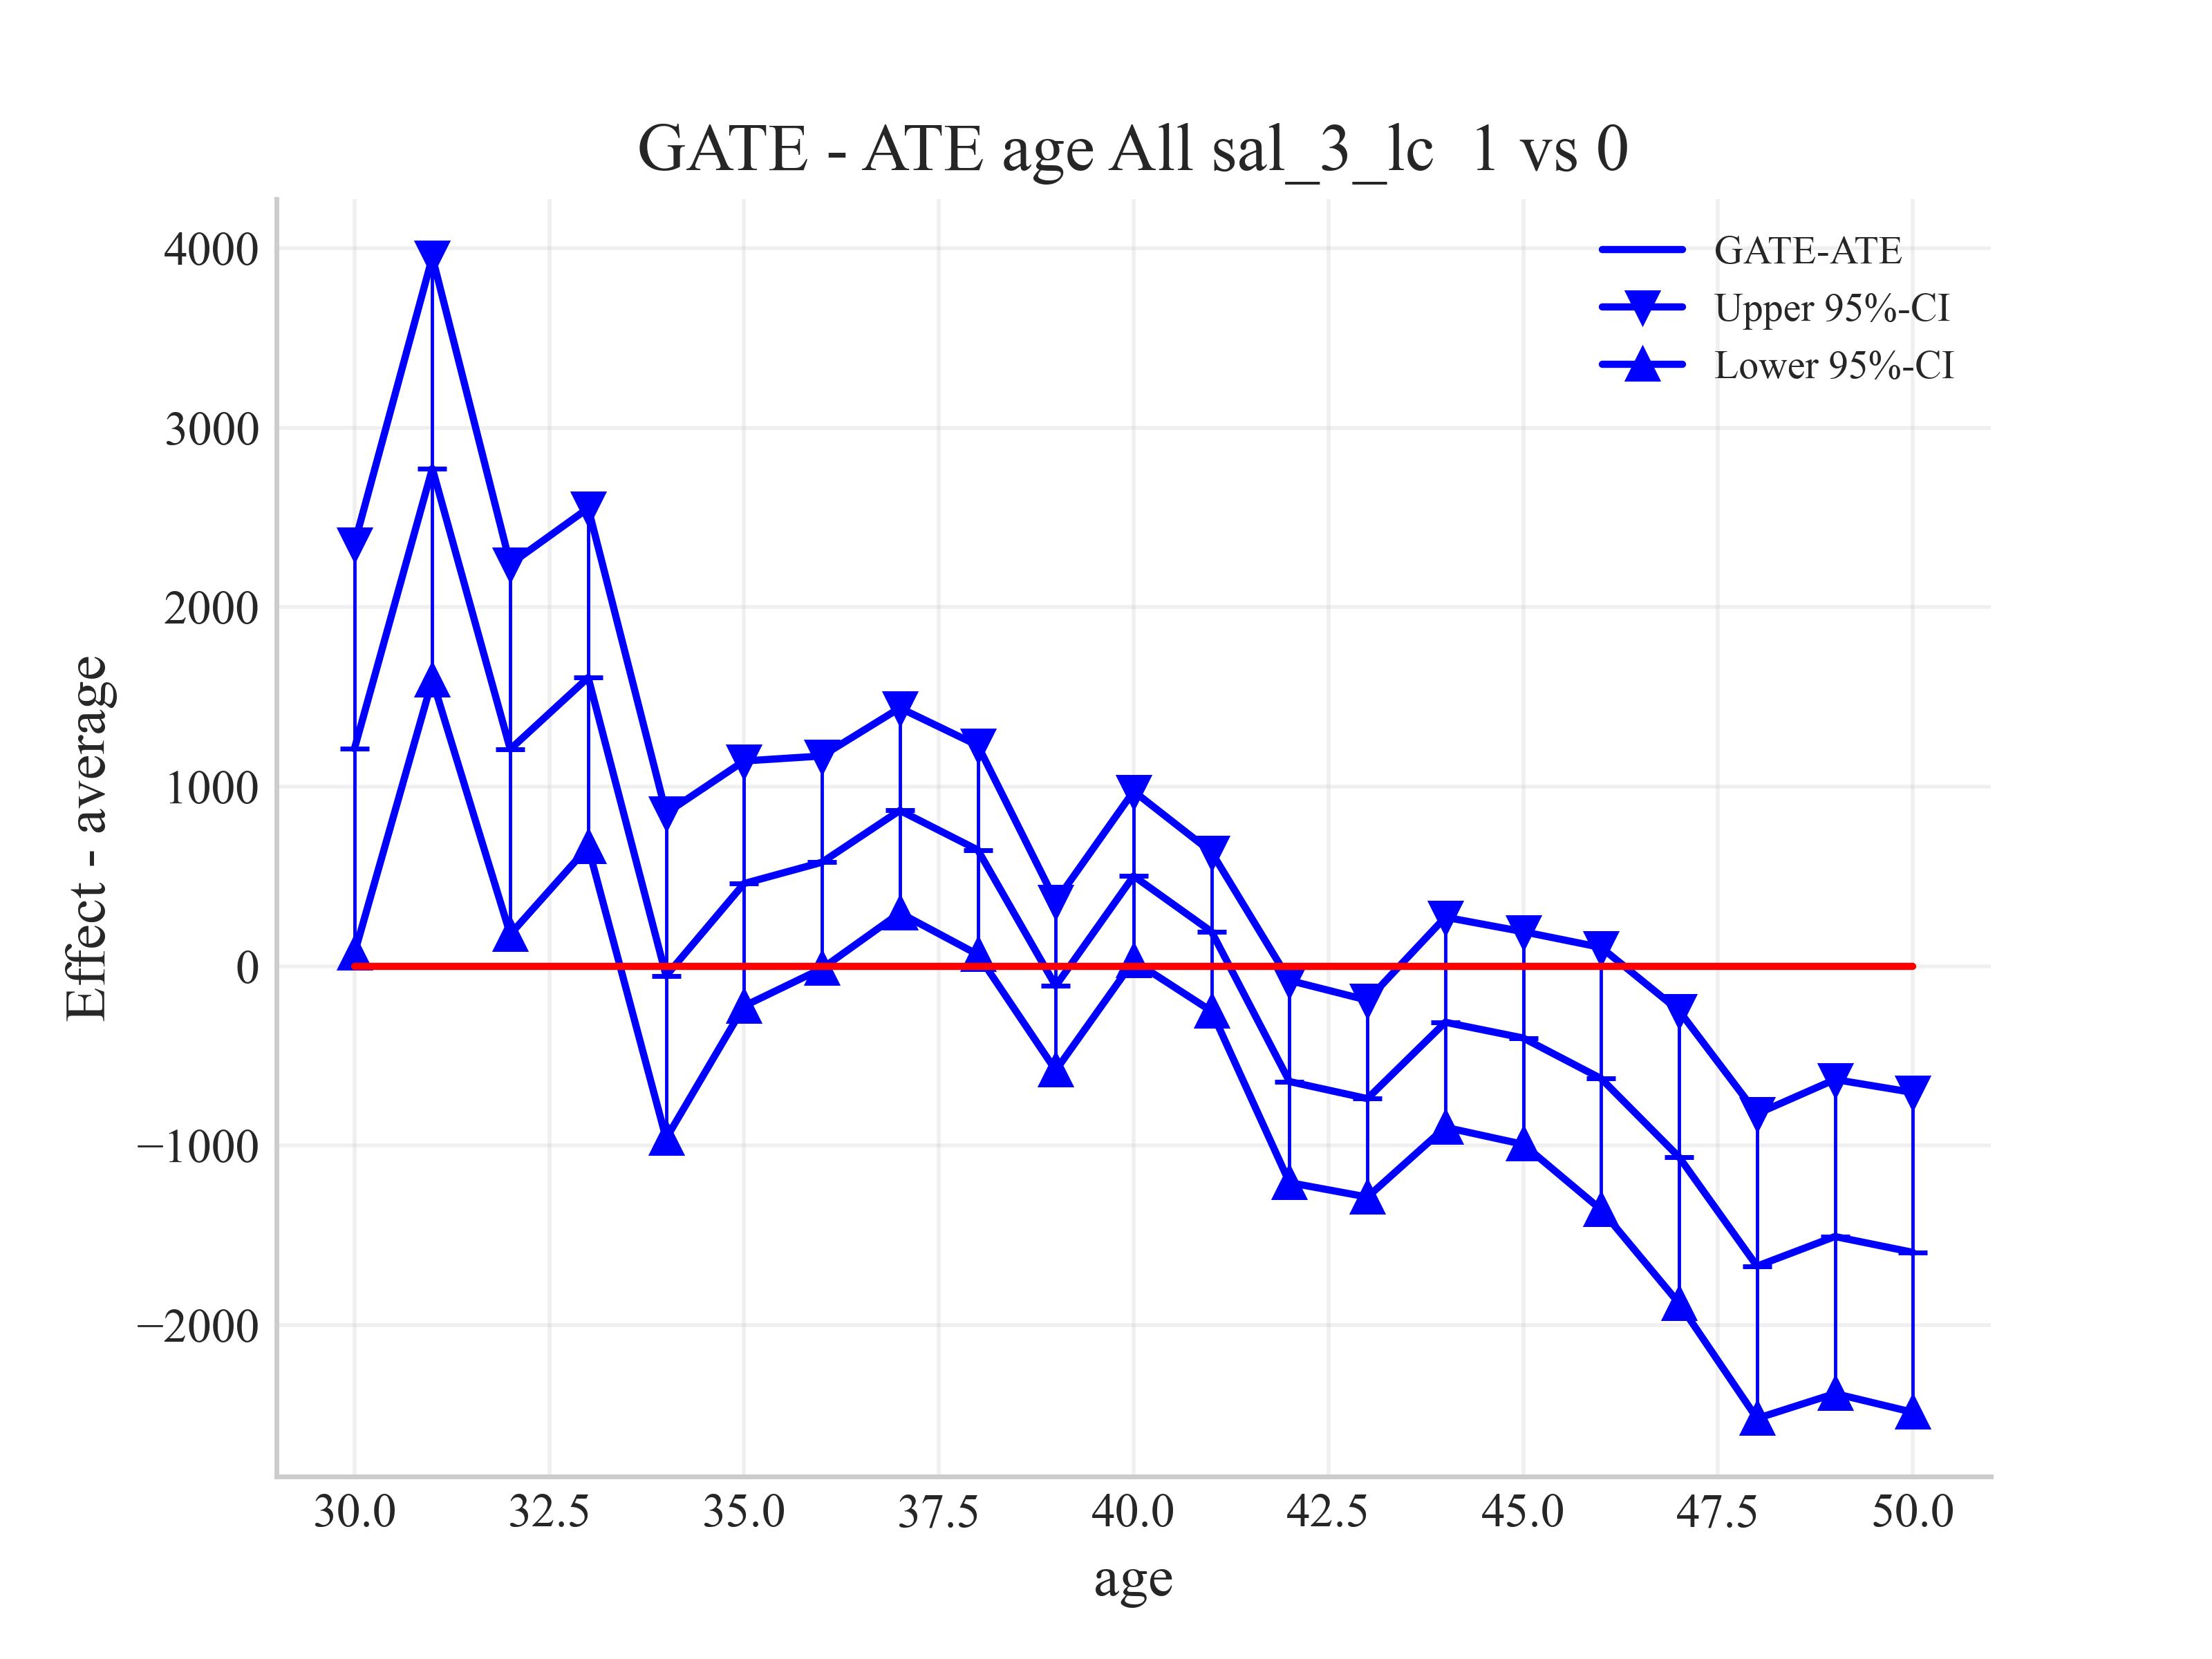 GATE - ATE age All sal_3_lc  1 vs 0
GATE-ATE
Upper 95%-CI
Lower 95%-CI
4000
3000
2000
1000
0
−1000
−2000
Effect - average
30.0 32.5 35.0 37.5 40.0 42.5 45.0 47.5 50.0
age